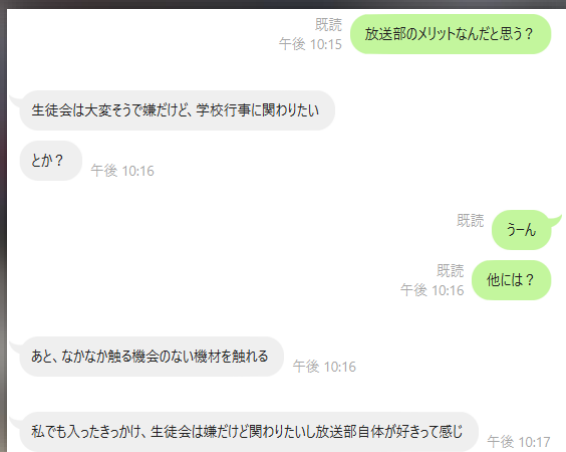 既読
午後 10:15
放送部のメリットなんだと思う？
生徒会は大変そうで嫌だけど、学校行事に関わりたい
とか？
午後 10:16
既読
うーん
既読
午後 10:16
他には？
あと、なかなか触る機会のない機材を触れる
午後 10:16
私でも入ったきっかけ、生徒会は嫌だけど関わりたいし放送部自体が好きって感じ
午後 10:17